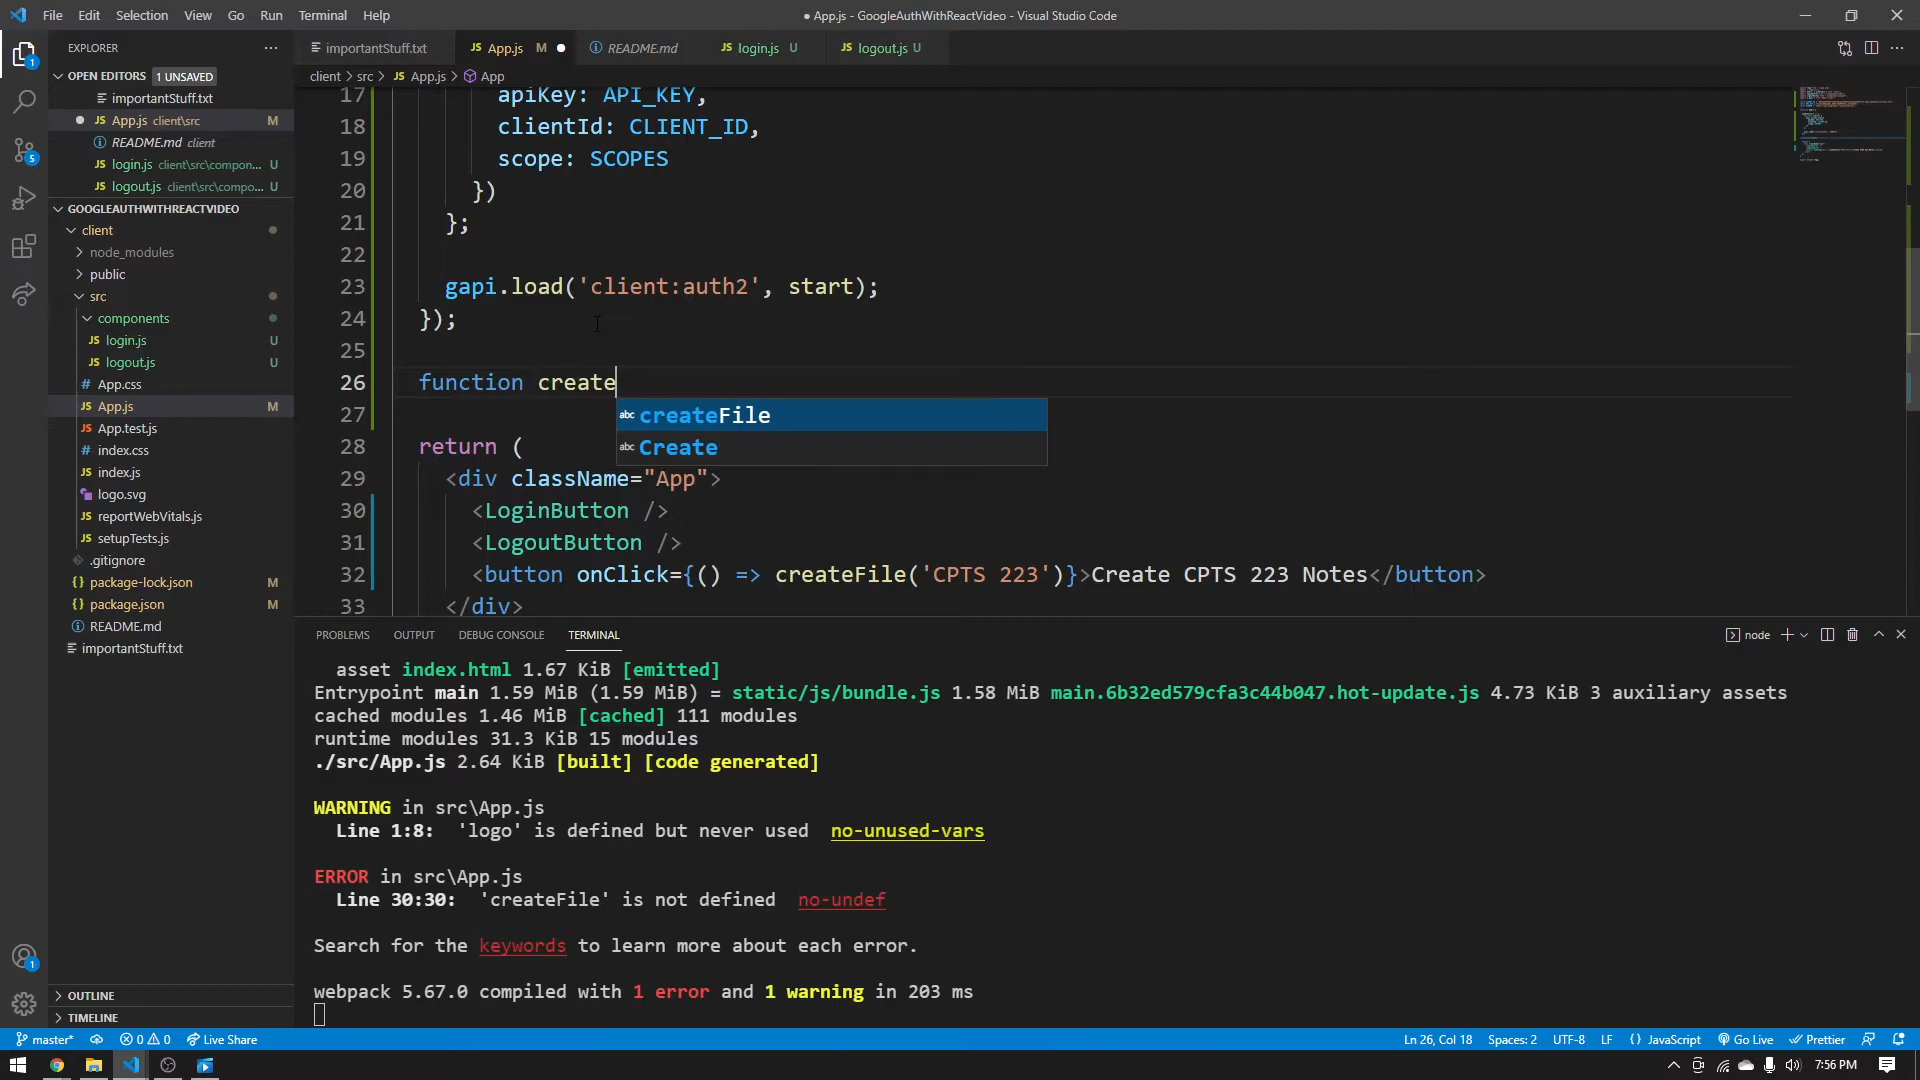 File Edit Selection View Go Run Terminal Help
● App.js - GoogleAuthWithReactVideo - Visual Studio Code
EXPLORER
OPEN EDITORS 1 UNSAVED
importantStuff.txt
JS App.js client\src M
README.md client
JS login.js client\src\compon... U
JS logout.js client\src\compo... U
GOOGLEAUTHWITHREACTVIDEO
client
node_modules
public
src
components
JS login.js U
JS logout.js U
# App.css
JS App.js M
JS App.test.js
# index.css
JS index.js
logo.svg
JS reportWebVitals.js
JS setupTests.js
.gitignore
{} package-lock.json M
{} package.json M
README.md
importantStuff.txt
OUTLINE
TIMELINE
importantStuff.txt JS App.js M README.md JS login.js U JS logout.js U
client > src > JS App.js > App
17 apiKey: API_KEY,
18 clientId: CLIENT_ID,
19 scope: SCOPES
20 })
21 };
22
23 gapi.load('client:auth2', start);
24 });
25
26 function create
abc createFile
27
abc Create
28 return (
29 <div className="App">
30 <LoginButton />
31 <LogoutButton />
32 <button onClick={() => createFile('CPTS 223')}>Create CPTS 223 Notes</button>
33 </div>
PROBLEMS OUTPUT DEBUG CONSOLE TERMINAL
node
asset index.html 1.67 KiB [emitted]
Entrypoint main 1.59 MiB (1.59 MiB) = static/js/bundle.js 1.58 MiB main.6b32ed579cfa3c44b047.hot-update.js 4.73 KiB 3 auxiliary assets
cached modules 1.46 MiB [cached] 111 modules
runtime modules 31.3 KiB 15 modules
./src/App.js 2.64 KiB [built] [code generated]
WARNING in src\App.js
Line 1:8: 'logo' is defined but never used no-unused-vars
ERROR in src\App.js
Line 30:30: 'createFile' is not defined no-undef
Search for the keywords to learn more about each error.
webpack 5.67.0 compiled with 1 error and 1 warning in 203 ms
master* 0 0 Live Share
Ln 26, Col 18 Spaces: 2 UTF-8 LF {} JavaScript Go Live Prettier
7:56 PM